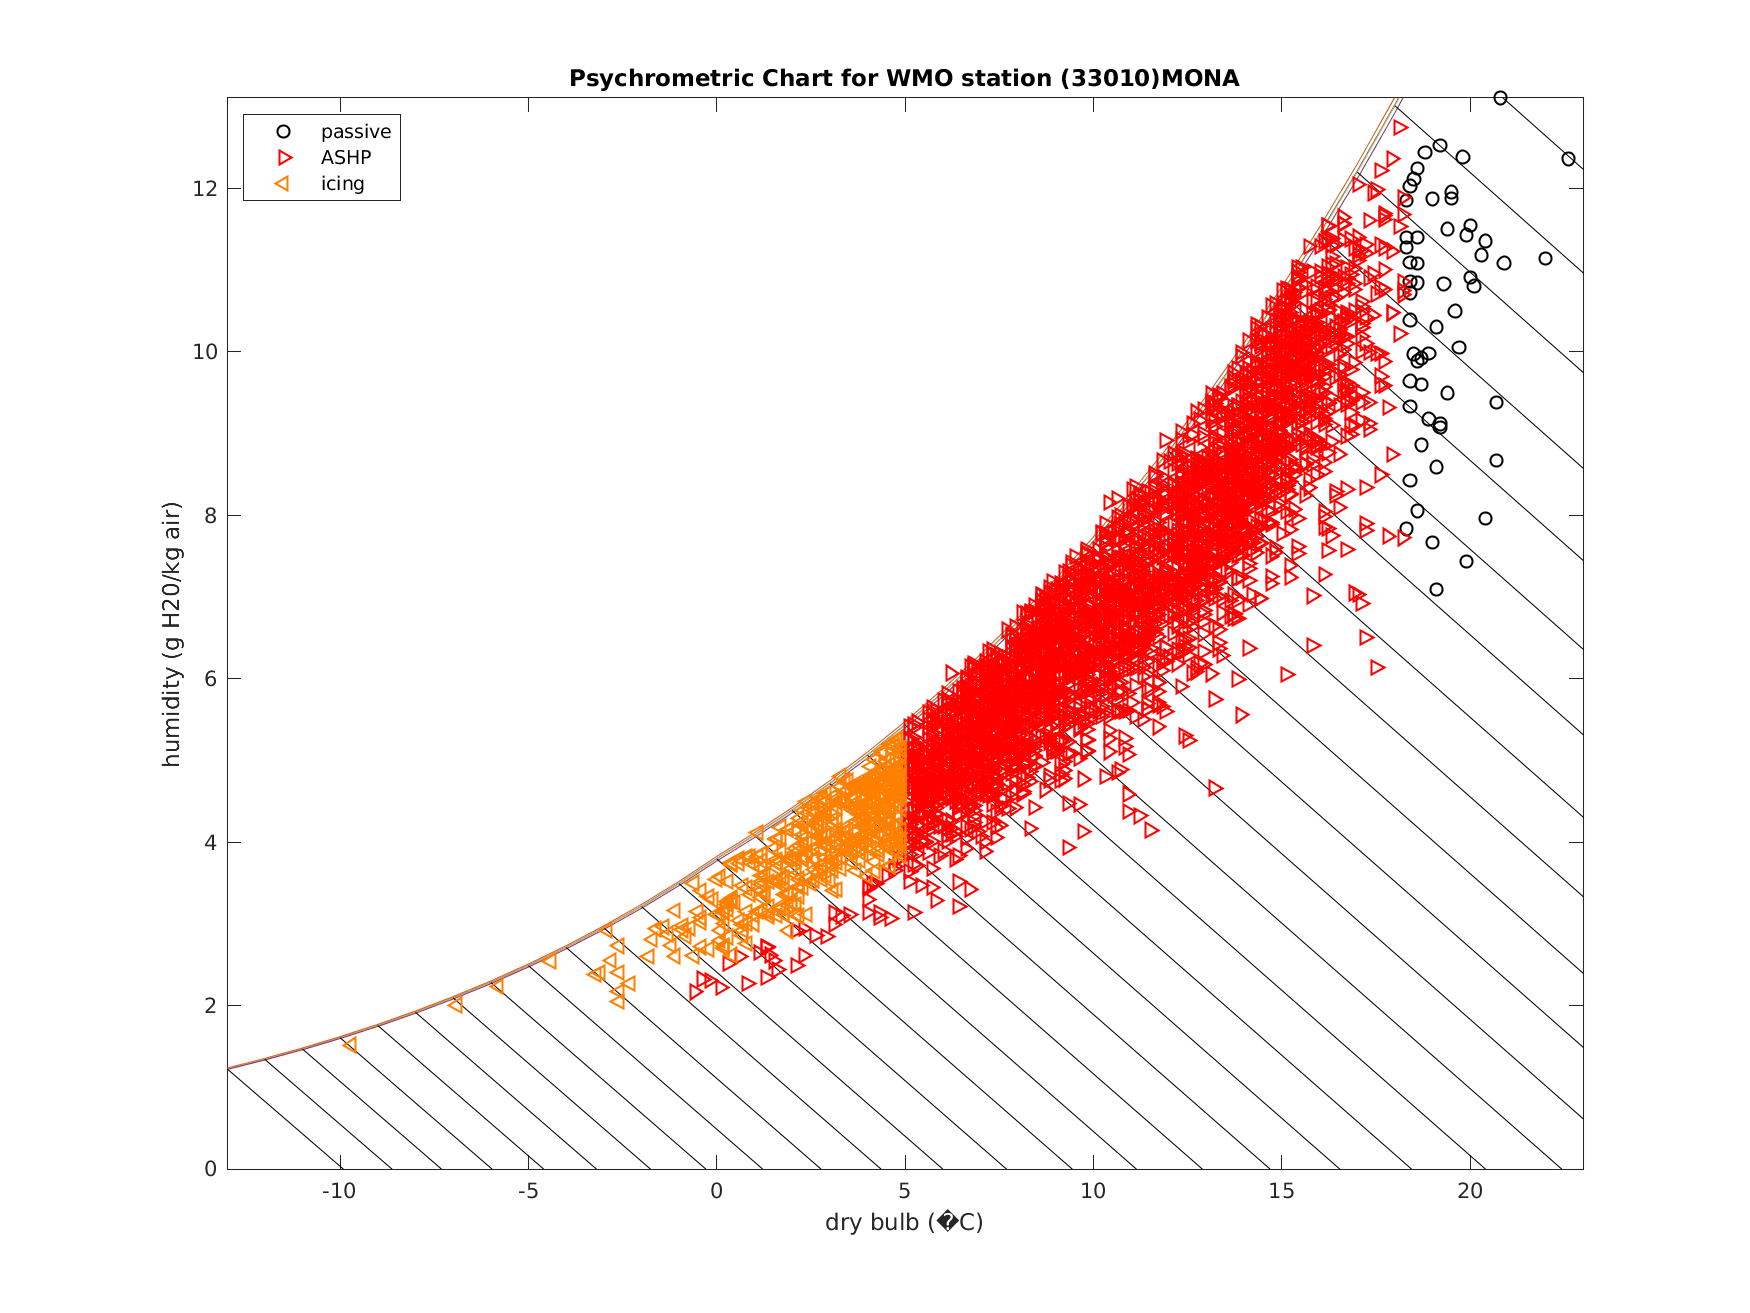 Psychrometric Chart for WMO station (33010)MONA
passive
ASHP
icing
humidity (g H20/kg air)
12
10
8
6
4
2
0
-10 -5 0 5 10 15 20
dry bulb (�C)